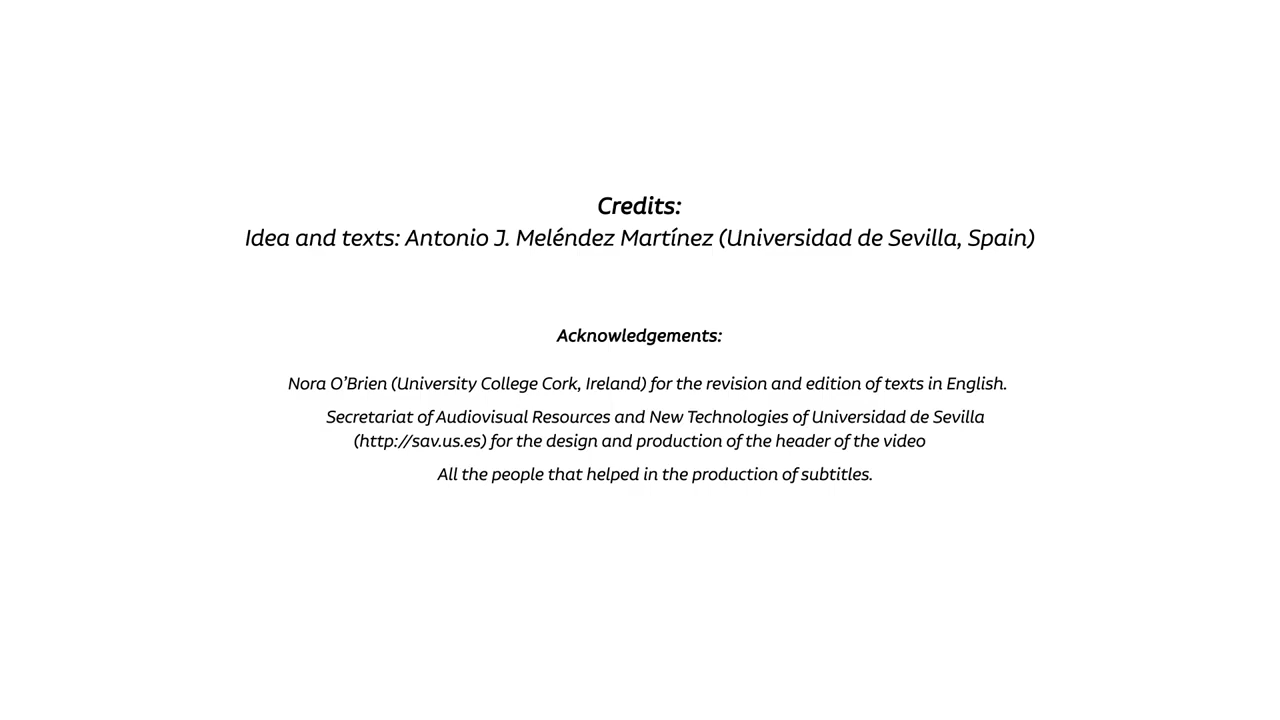 Credits:
Idea and texts: Antonio J. Meléndez Martínez (Universidad de Sevilla, Spain)
Acknowledgements:
Nora O’Brien (University College Cork, Ireland) for the revision and edition of texts in English.
Secretariat of Audiovisual Resources and New Technologies of Universidad de Sevilla
(http://sav.us.es) for the design and production of the header of the video
All the people that helped in the production of subtitles.